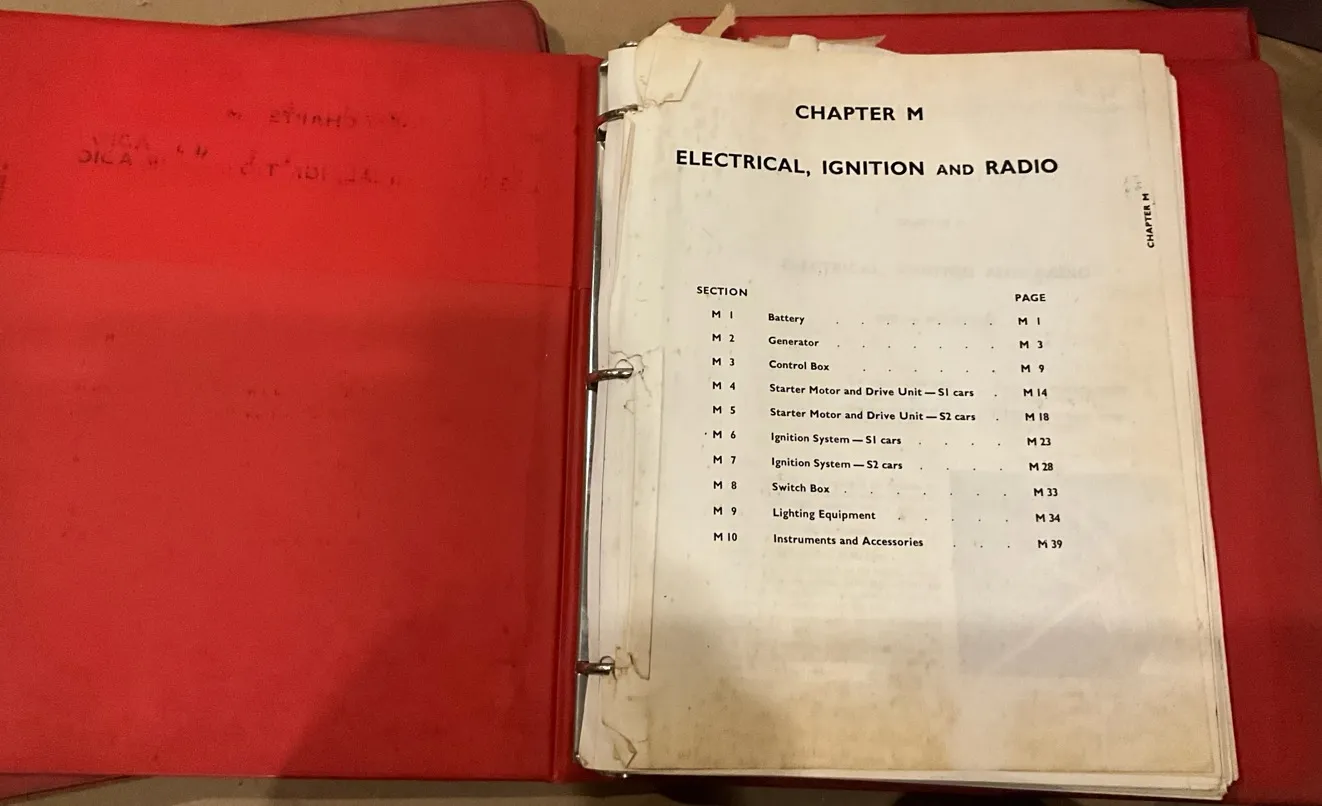 CHAPTER M
ELECTRICAL, IGNITION AND RADIO
CHAPTER M
SECTION PAGE
M 1 Battery . . . . . . . M 1
M 2 Generator . . . . . . . M 3
M 3 Control Box . . . . . . M 9
M 4 Starter Motor and Drive Unit — S1 cars . M 14
M 5 Starter Motor and Drive Unit — S2 cars . M 18
M 6 Ignition System — S1 cars . . . . M 23
M 7 Ignition System — S2 cars . . . . M 28
M 8 Switch Box . . . . . . . M 33
M 9 Lighting Equipment . . . . . M 34
M 10 Instruments and Accessories . . . M 39